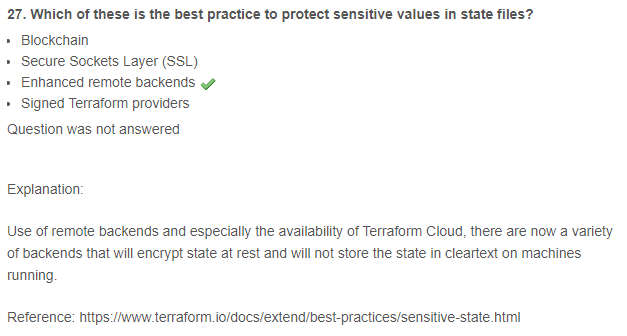 27. Which of these is the best practice to protect sensitive values in state files?
• Blockchain
• Secure Sockets Layer (SSL)
• Enhanced remote backends
• Signed Terraform providers
Question was not answered
Explanation:
Use of remote backends and especially the availability of Terraform Cloud, there are now a variety
of backends that will encrypt state at rest and will not store the state in cleartext on machines
running.
Reference: https://www.terraform.io/docs/extend/best-practices/sensitive-state.html